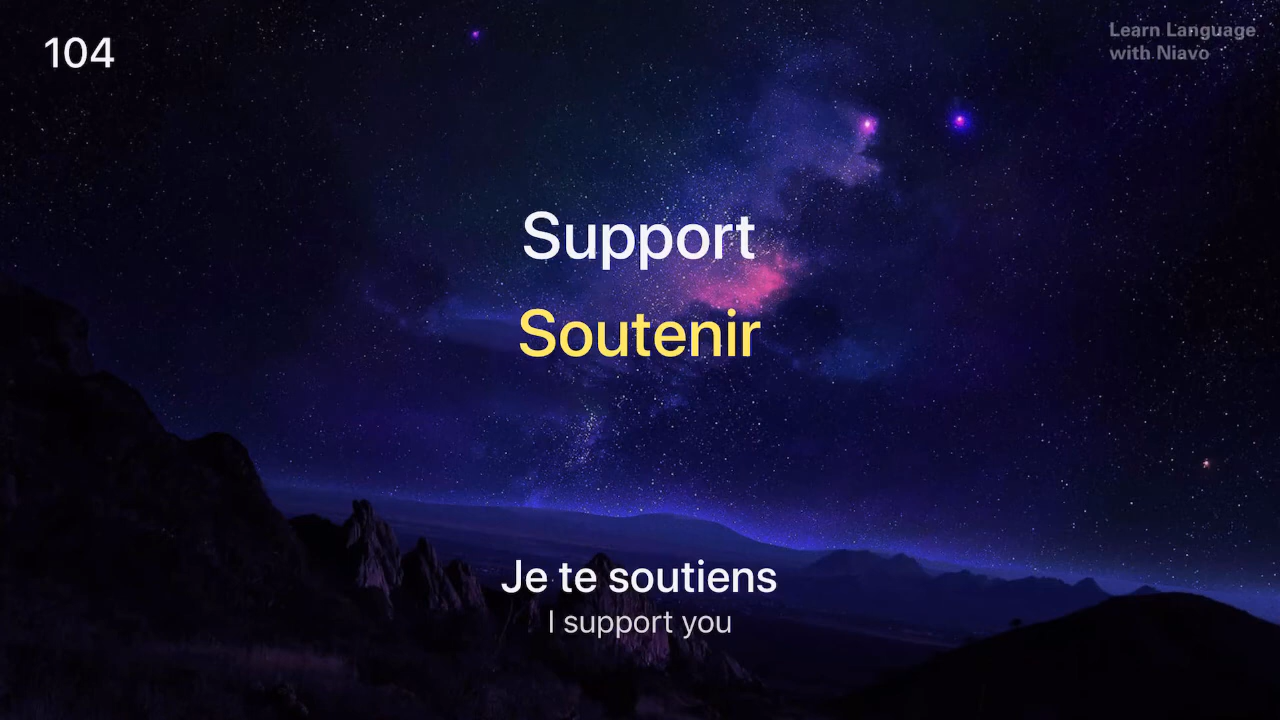 104
Learn Language
with Niavo
Support
Soutenir
Je te soutiens
I support you